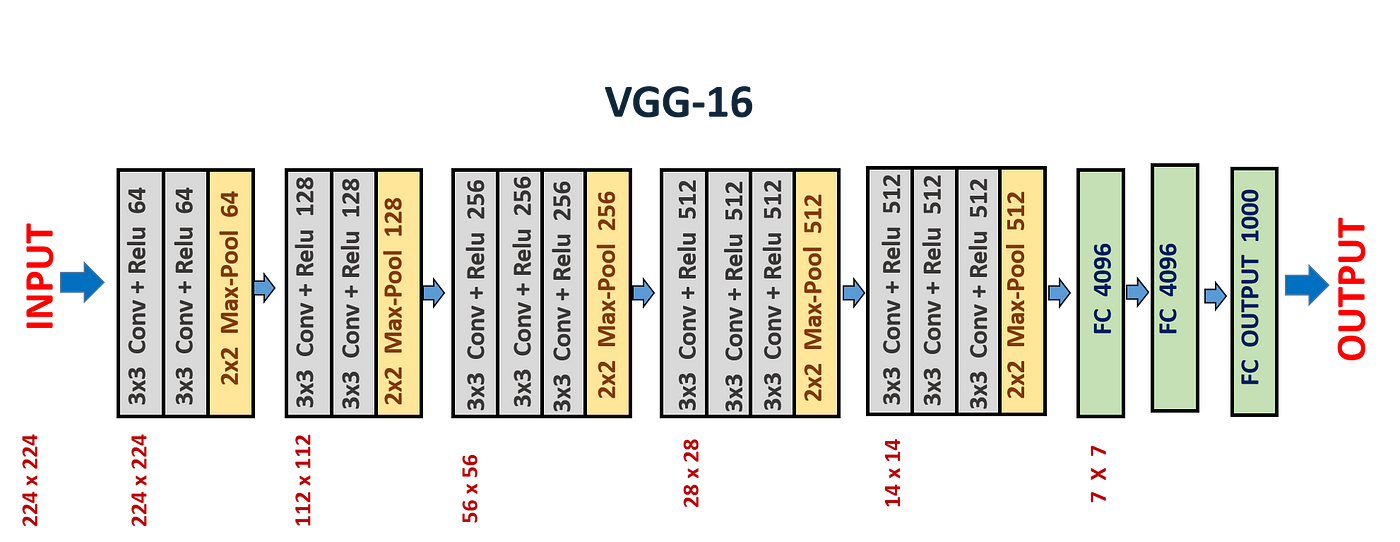 VGG-16
INPUT
3x3 Conv + Relu 64
3x3 Conv + Relu 64
2x2 Max-Pool 64
3x3 Conv + Relu 128
3x3 Conv + Relu 128
2x2 Max-Pool 128
3x3 Conv + Relu 256
3x3 Conv + Relu 256
3x3 Conv + Relu 256
2x2 Max-Pool 256
3x3 Conv + Relu 512
3x3 Conv + Relu 512
3x3 Conv + Relu 512
2x2 Max-Pool 512
3x3 Conv + Relu 512
3x3 Conv + Relu 512
3x3 Conv + Relu 512
2x2 Max-Pool 512
FC 4096
FC 4096
FC OUTPUT 1000
OUTPUT
224 x 224
224 x 224
112 x 112
56 x 56
28 x 28
14 x 14
7 X 7